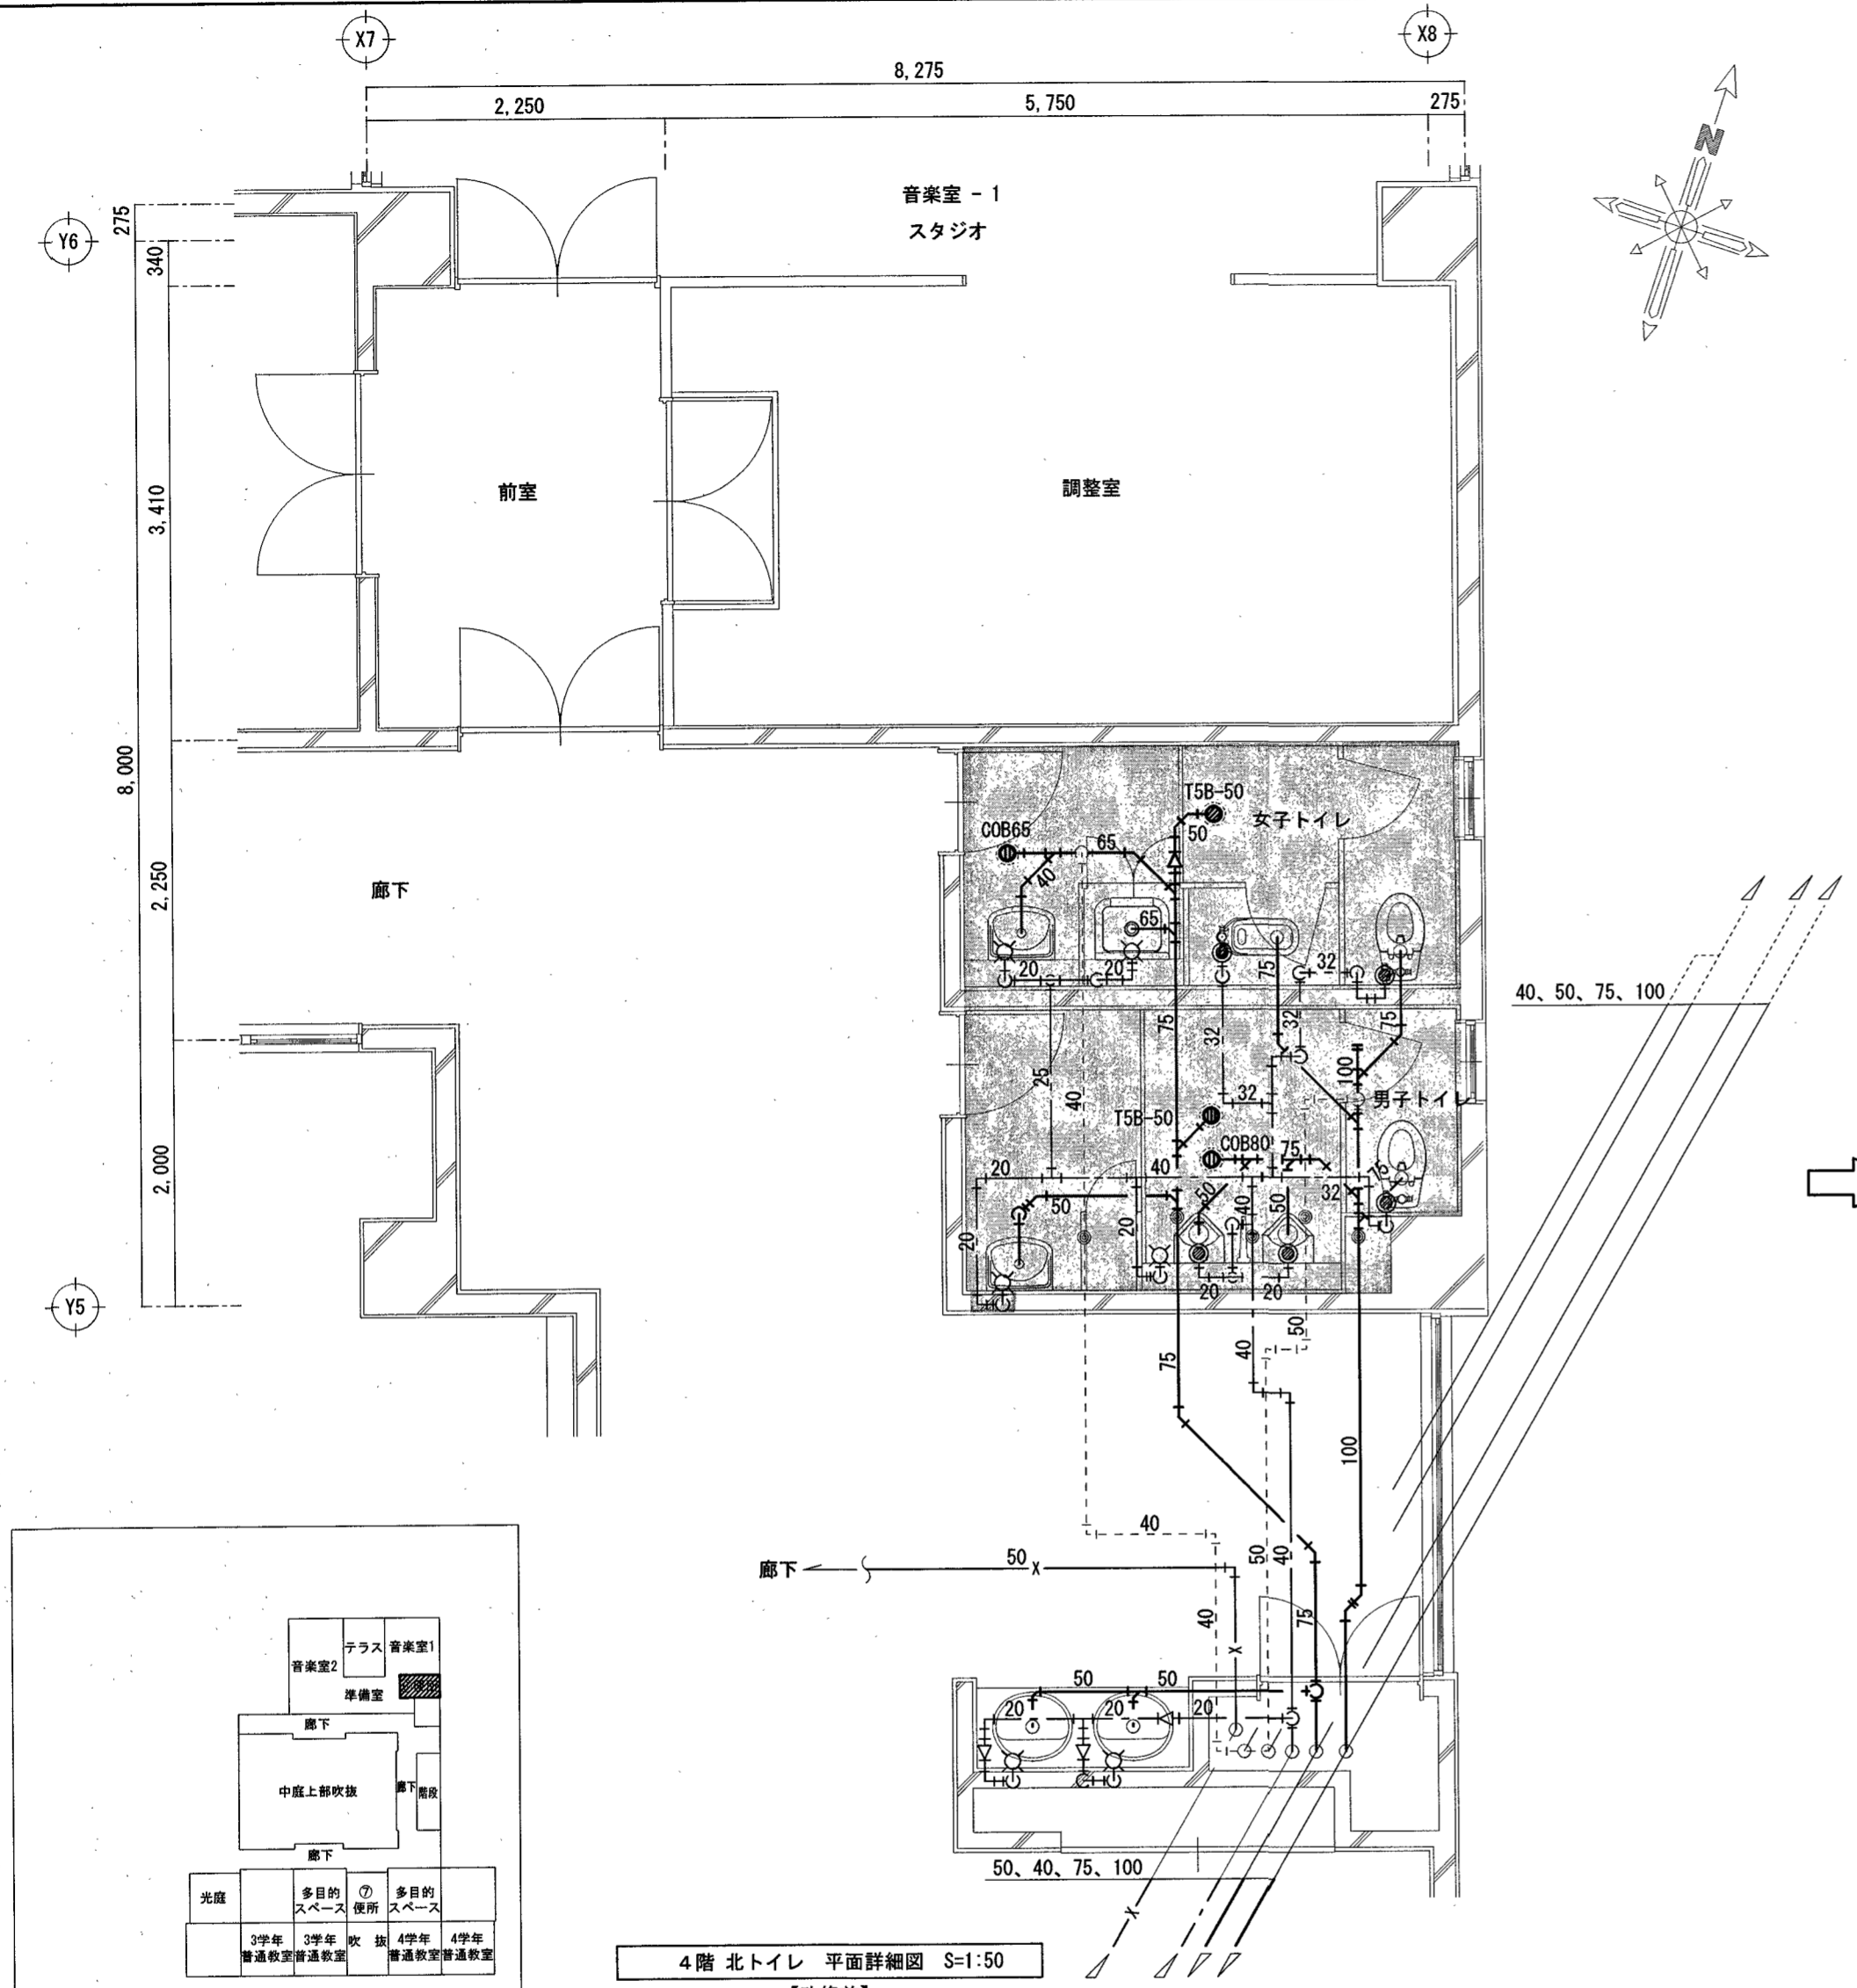 X7
X8
8,275
2,250
5,750
275
N
音楽室 - 1
スタジオ
Y6
275
340
3,410
前室
調整室
8,000
T5B-50
女子トイレ
COB65
65
50
40
廊下
2,250
65
20
20
75
32
40、50、75、100
75
32
32
75
100
25
40
32
男子トイレ
T5B-50
COB80
75
2,000
20
40
75
50
50
40
50
32
20
20
20
20
Y5
50
75
40
100
40
廊下
50
X
50
40
40
75
X
50
50
20
20
20
テラス
音楽室1
音楽室2
準備室
廊下
中庭上部吹抜
廊下
階段
廊下
光庭
多目的
スペース
⑦
便所
多目的
スペース
3学年
普通教室
3学年
普通教室
吹 抜
4学年
普通教室
4学年
普通教室
50、40、75、100
X
4階 北トイレ 平面詳細図 S=1:50